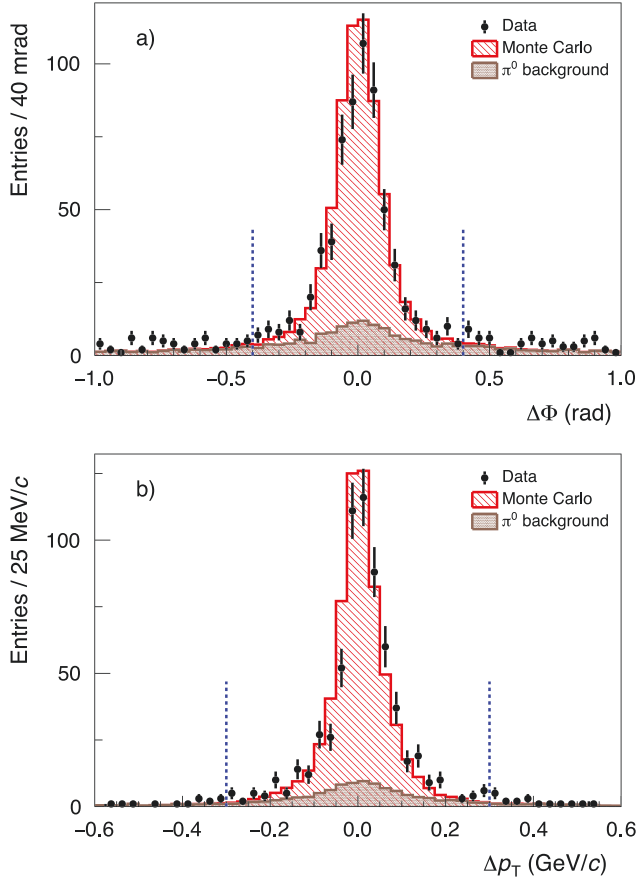 a)
Data
Monte Carlo
π⁰ background
Entries / 40 mrad
100
50
0
−1.0 −0.5 0.0 0.5 1.0
ΔΦ (rad)
b)
Data
Monte Carlo
π⁰ background
Entries / 25 MeV/c
100
50
0
−0.6 −0.4 −0.2 0.0 0.2 0.4 0.6
Δp_T (GeV/c)